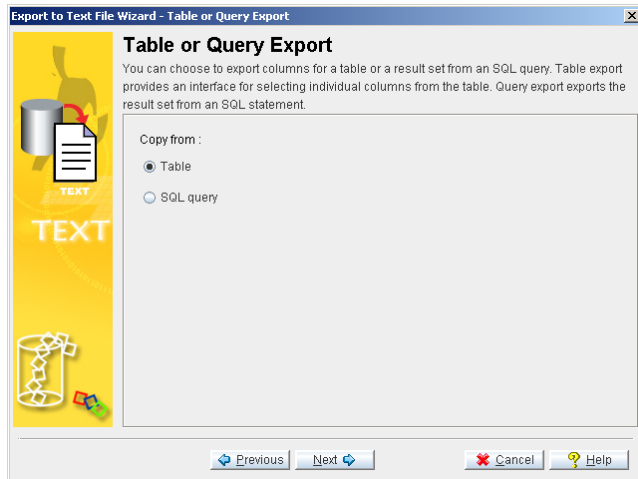 Export to Text File Wizard - Table or Query Export
Table or Query Export
You can choose to export columns for a table or a result set from an SQL query. Table export
provides an interface for selecting individual columns from the table. Query export exports the
result set from an SQL statement.
Copy from :
Table
SQL query
TEXT
TEXT
Previous
Next
Cancel
Help